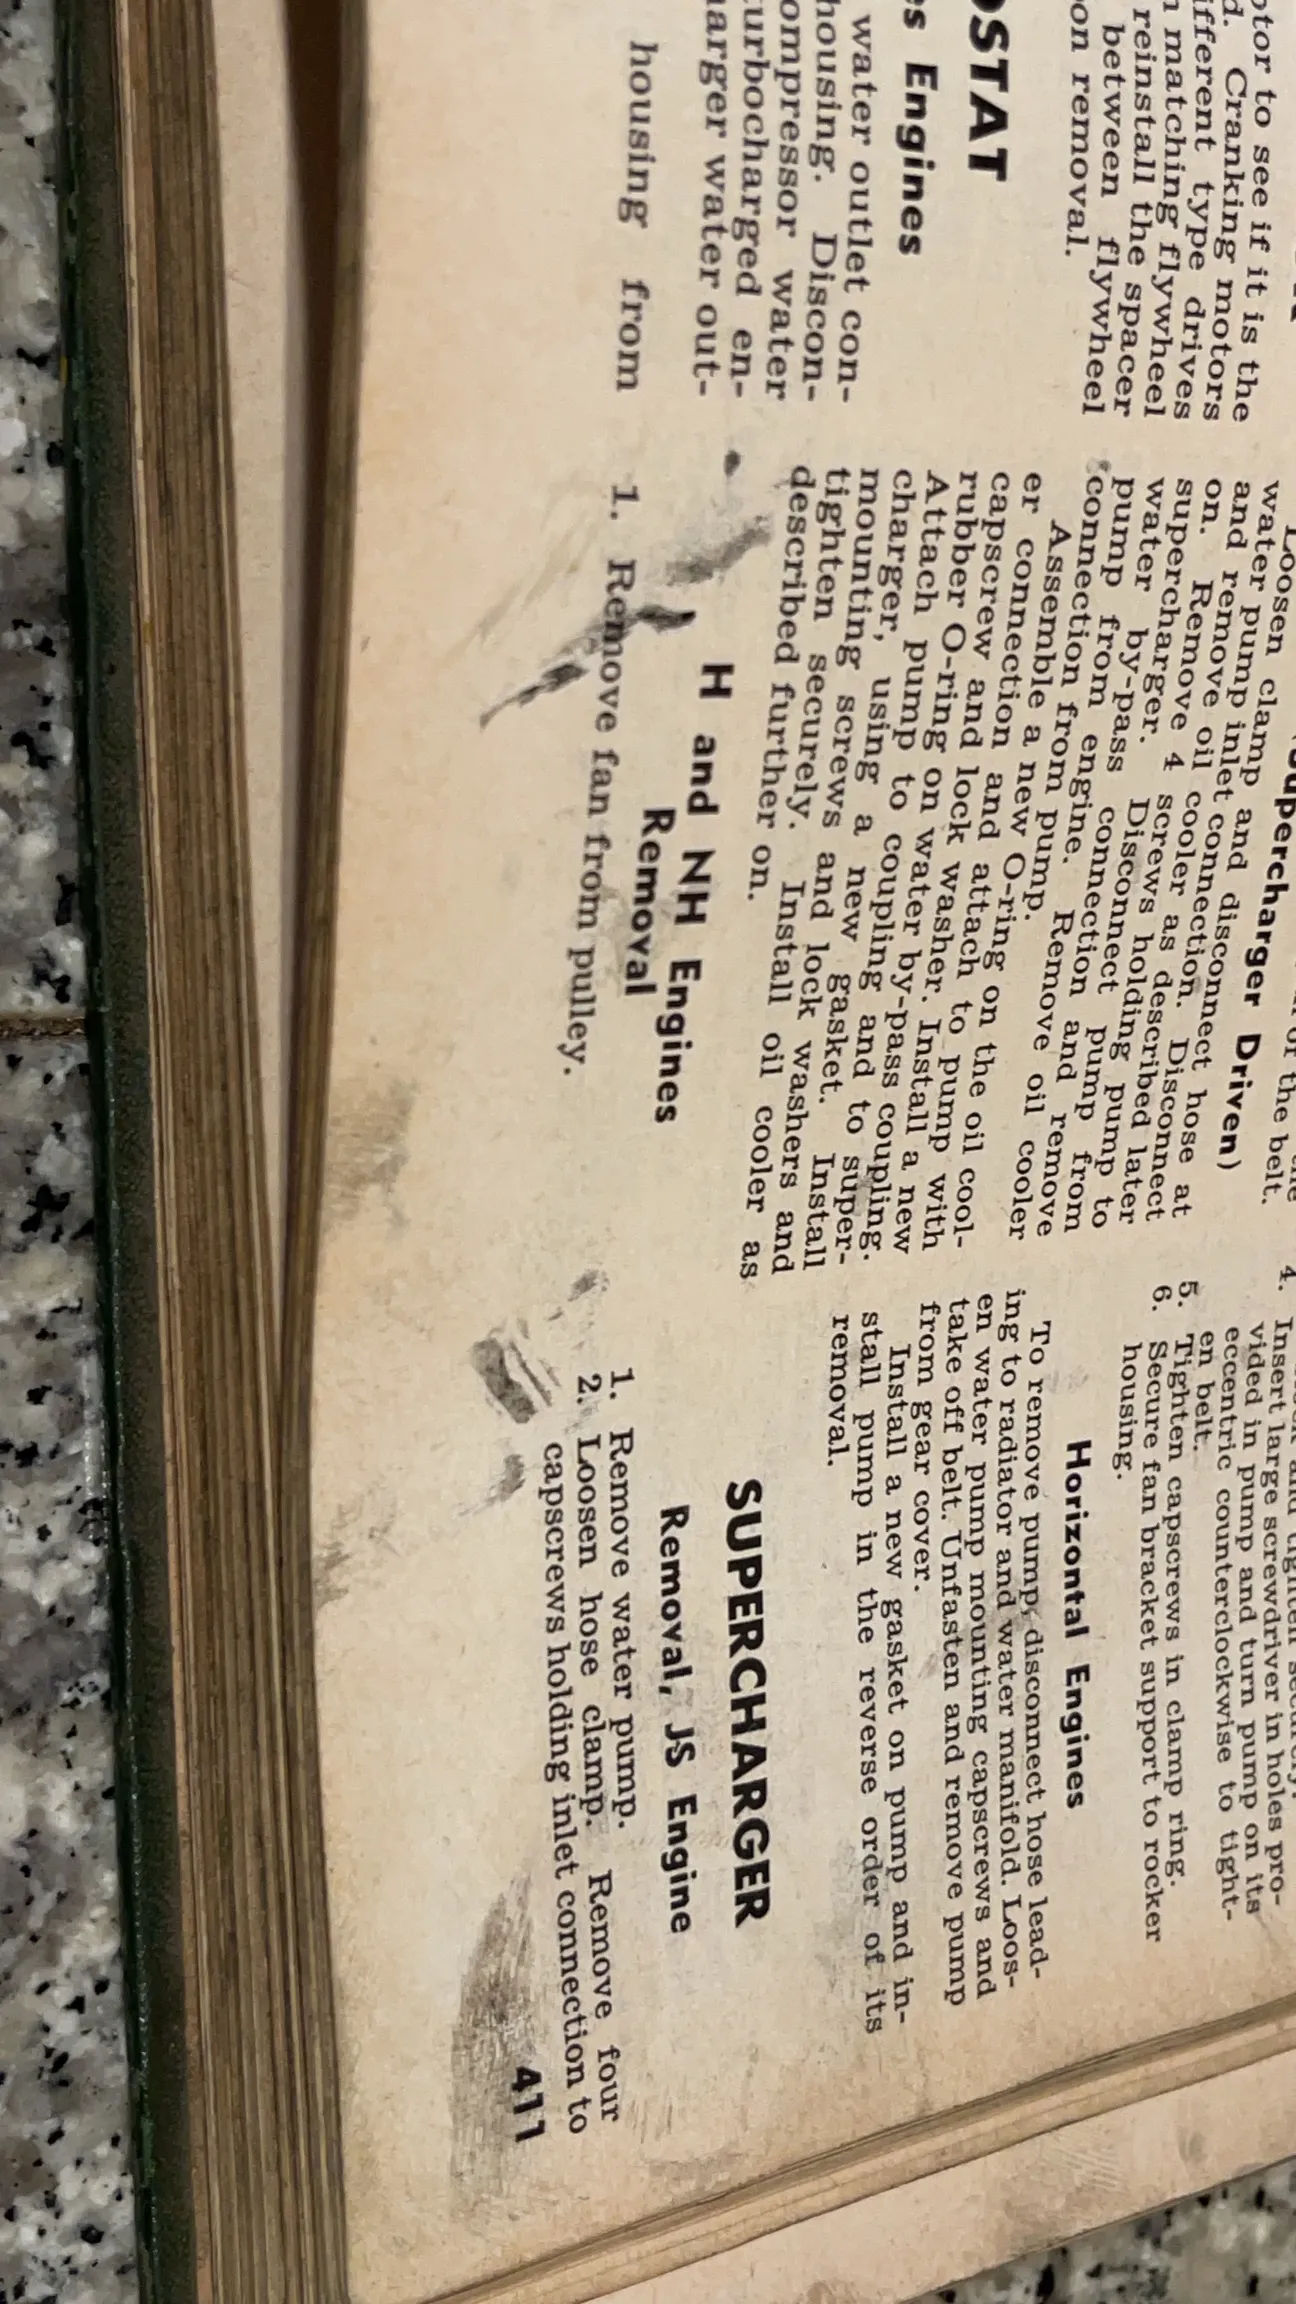 otor to see if it is the
d. Cranking motors
ifferent type drives
matching flywheel
reinstall the spacer
between flywheel
on removal.
OSTAT
es Engines
water outlet con-
housing. Discon-
ompressor water
urbocharged en-
harger water out-
housing from
of the belt.
Supercharger Driven)
Loosen clamp and disconnect hose at
water pump inlet connection. Disconnect
and remove oil cooler as described later
on. Remove 4 screws holding pump to
supercharger. Disconnect pump from
water by-pass connection and remove
pump from engine. Remove oil cooler
connection from pump.
Assemble a new O-ring on the oil cool-
er connection and attach to pump with
capscrew and lock washer. Install a new
rubber O-ring on water by-pass coupling.
Attach pump to coupling and to super-
charger, using a new gasket. Install
mounting screws and lock washers and
tighten securely. Install oil cooler as
described further on.
H and NH Engines
Removal
1. Remove fan from pulley.
and tighten securely.
4. Insert large screwdriver in holes pro-
vided in pump and turn pump on its
eccentric counterclockwise to tight-
en belt.
5. Tighten capscrews in clamp ring.
6. Secure fan bracket support to rocker
housing.
Horizontal Engines
To remove pump, disconnect hose lead-
ing to radiator and water manifold. Loos-
en water pump mounting capscrews and
take off belt. Unfasten and remove pump
from gear cover.
Install a new gasket on pump and in-
stall pump in the reverse order of its
removal.
SUPERCHARGER
Removal, JS Engine
1. Remove water pump.
2. Loosen hose clamp. Remove four
capscrews holding inlet connection to
411